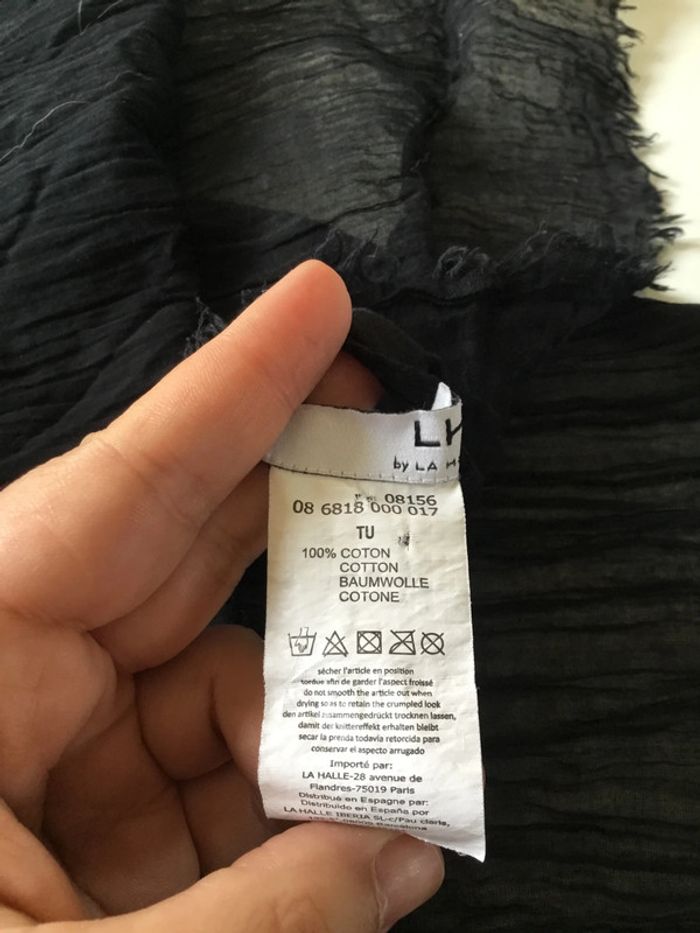 LH
by LA H
08156
08 6818 000 017
TU
100% COTON
COTTON
BAUMWOLLE
COTONE
sécher l'article en position
tordue afin de garder l'aspect froissé
do not smooth the article out when
drying so as to retain the crumpled look
den artikel zusammengedrückt trocknen lassen,
damit der knittereffekt erhalten bleibt
secar la prenda todavía retorcida para
conservar el aspecto arrugado
Importé par:
LA HALLE-28 avenue de
Flandres-75019 Paris
Distribué en Espagne par:
Distribuido en España por
LA HALLE IBERIA SL-c/Pau claris,
08009 Barcelona